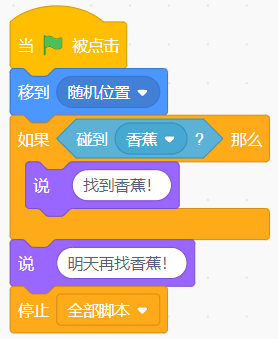 当 被点击
移到 随机位置
如果 碰到 香蕉 ? 那么
说 找到香蕉!
说 明天再找香蕉!
停止 全部脚本